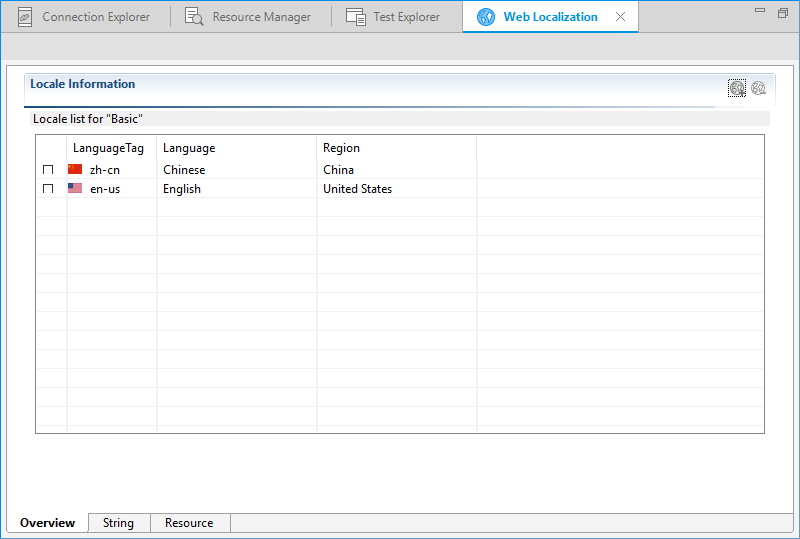 Connection Explorer Resource Manager Test Explorer Web Localization
Locale Information
Locale list for "Basic"
LanguageTag Language Region
zh-cn Chinese China
en-us English United States
Overview String Resource